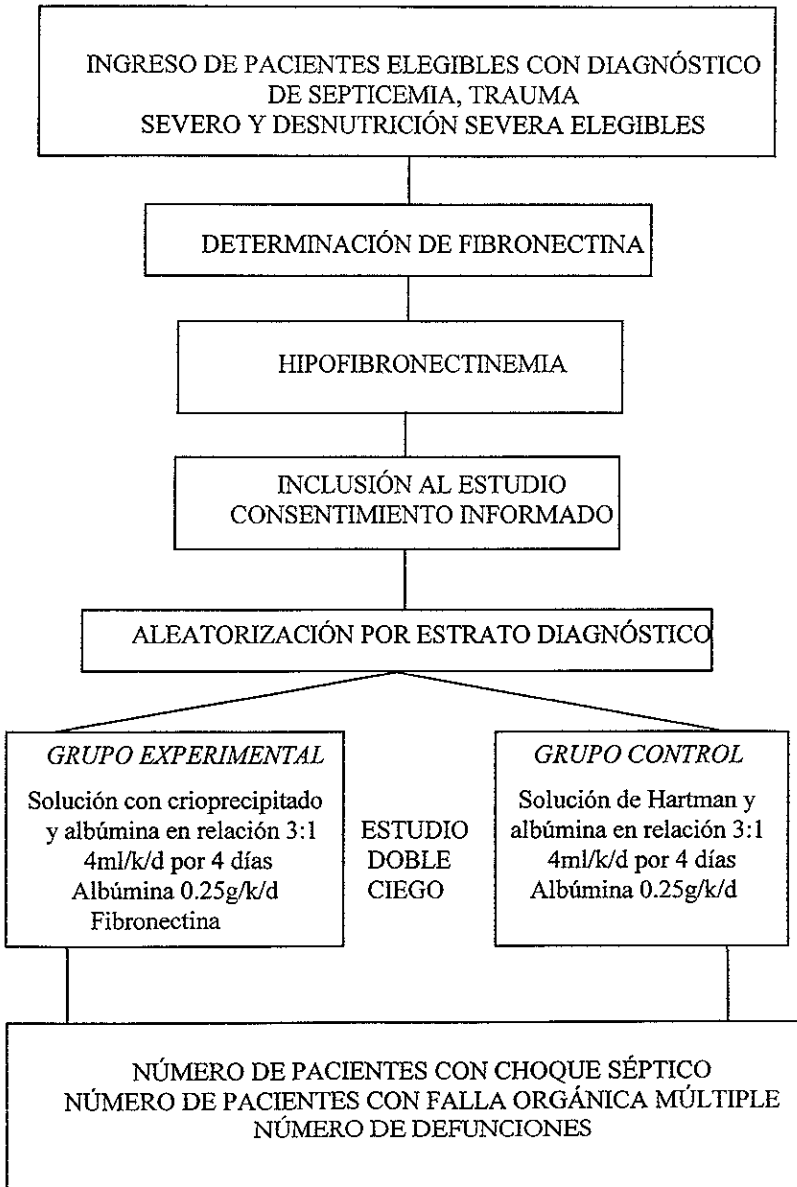 INGRESO DE PACIENTES ELEGIBLES CON DIAGNÓSTICO
DE SEPTICEMIA, TRAUMA
SEVERO Y DESNUTRICIÓN SEVERA ELEGIBLES
DETERMINACIÓN DE FIBRONECTINA
HIPOFIBRONECTINEMIA
INCLUSIÓN AL ESTUDIO
CONSENTIMIENTO INFORMADO
ALEATORIZACIÓN POR ESTRATO DIAGNÓSTICO
GRUPO EXPERIMENTAL
Solución con crioprecipitado
y albúmina en relación 3:1
4ml/k/d por 4 días
Albúmina 0.25g/k/d
Fibronectina
ESTUDIO
DOBLE
CIEGO
GRUPO CONTROL
Solución de Hartman y
albúmina en relación 3:1
4ml/k/d por 4 días
Albúmina 0.25g/k/d
NÚMERO DE PACIENTES CON CHOQUE SÉPTICO
NÚMERO DE PACIENTES CON FALLA ORGÁNICA MÚLTIPLE
NÚMERO DE DEFUNCIONES